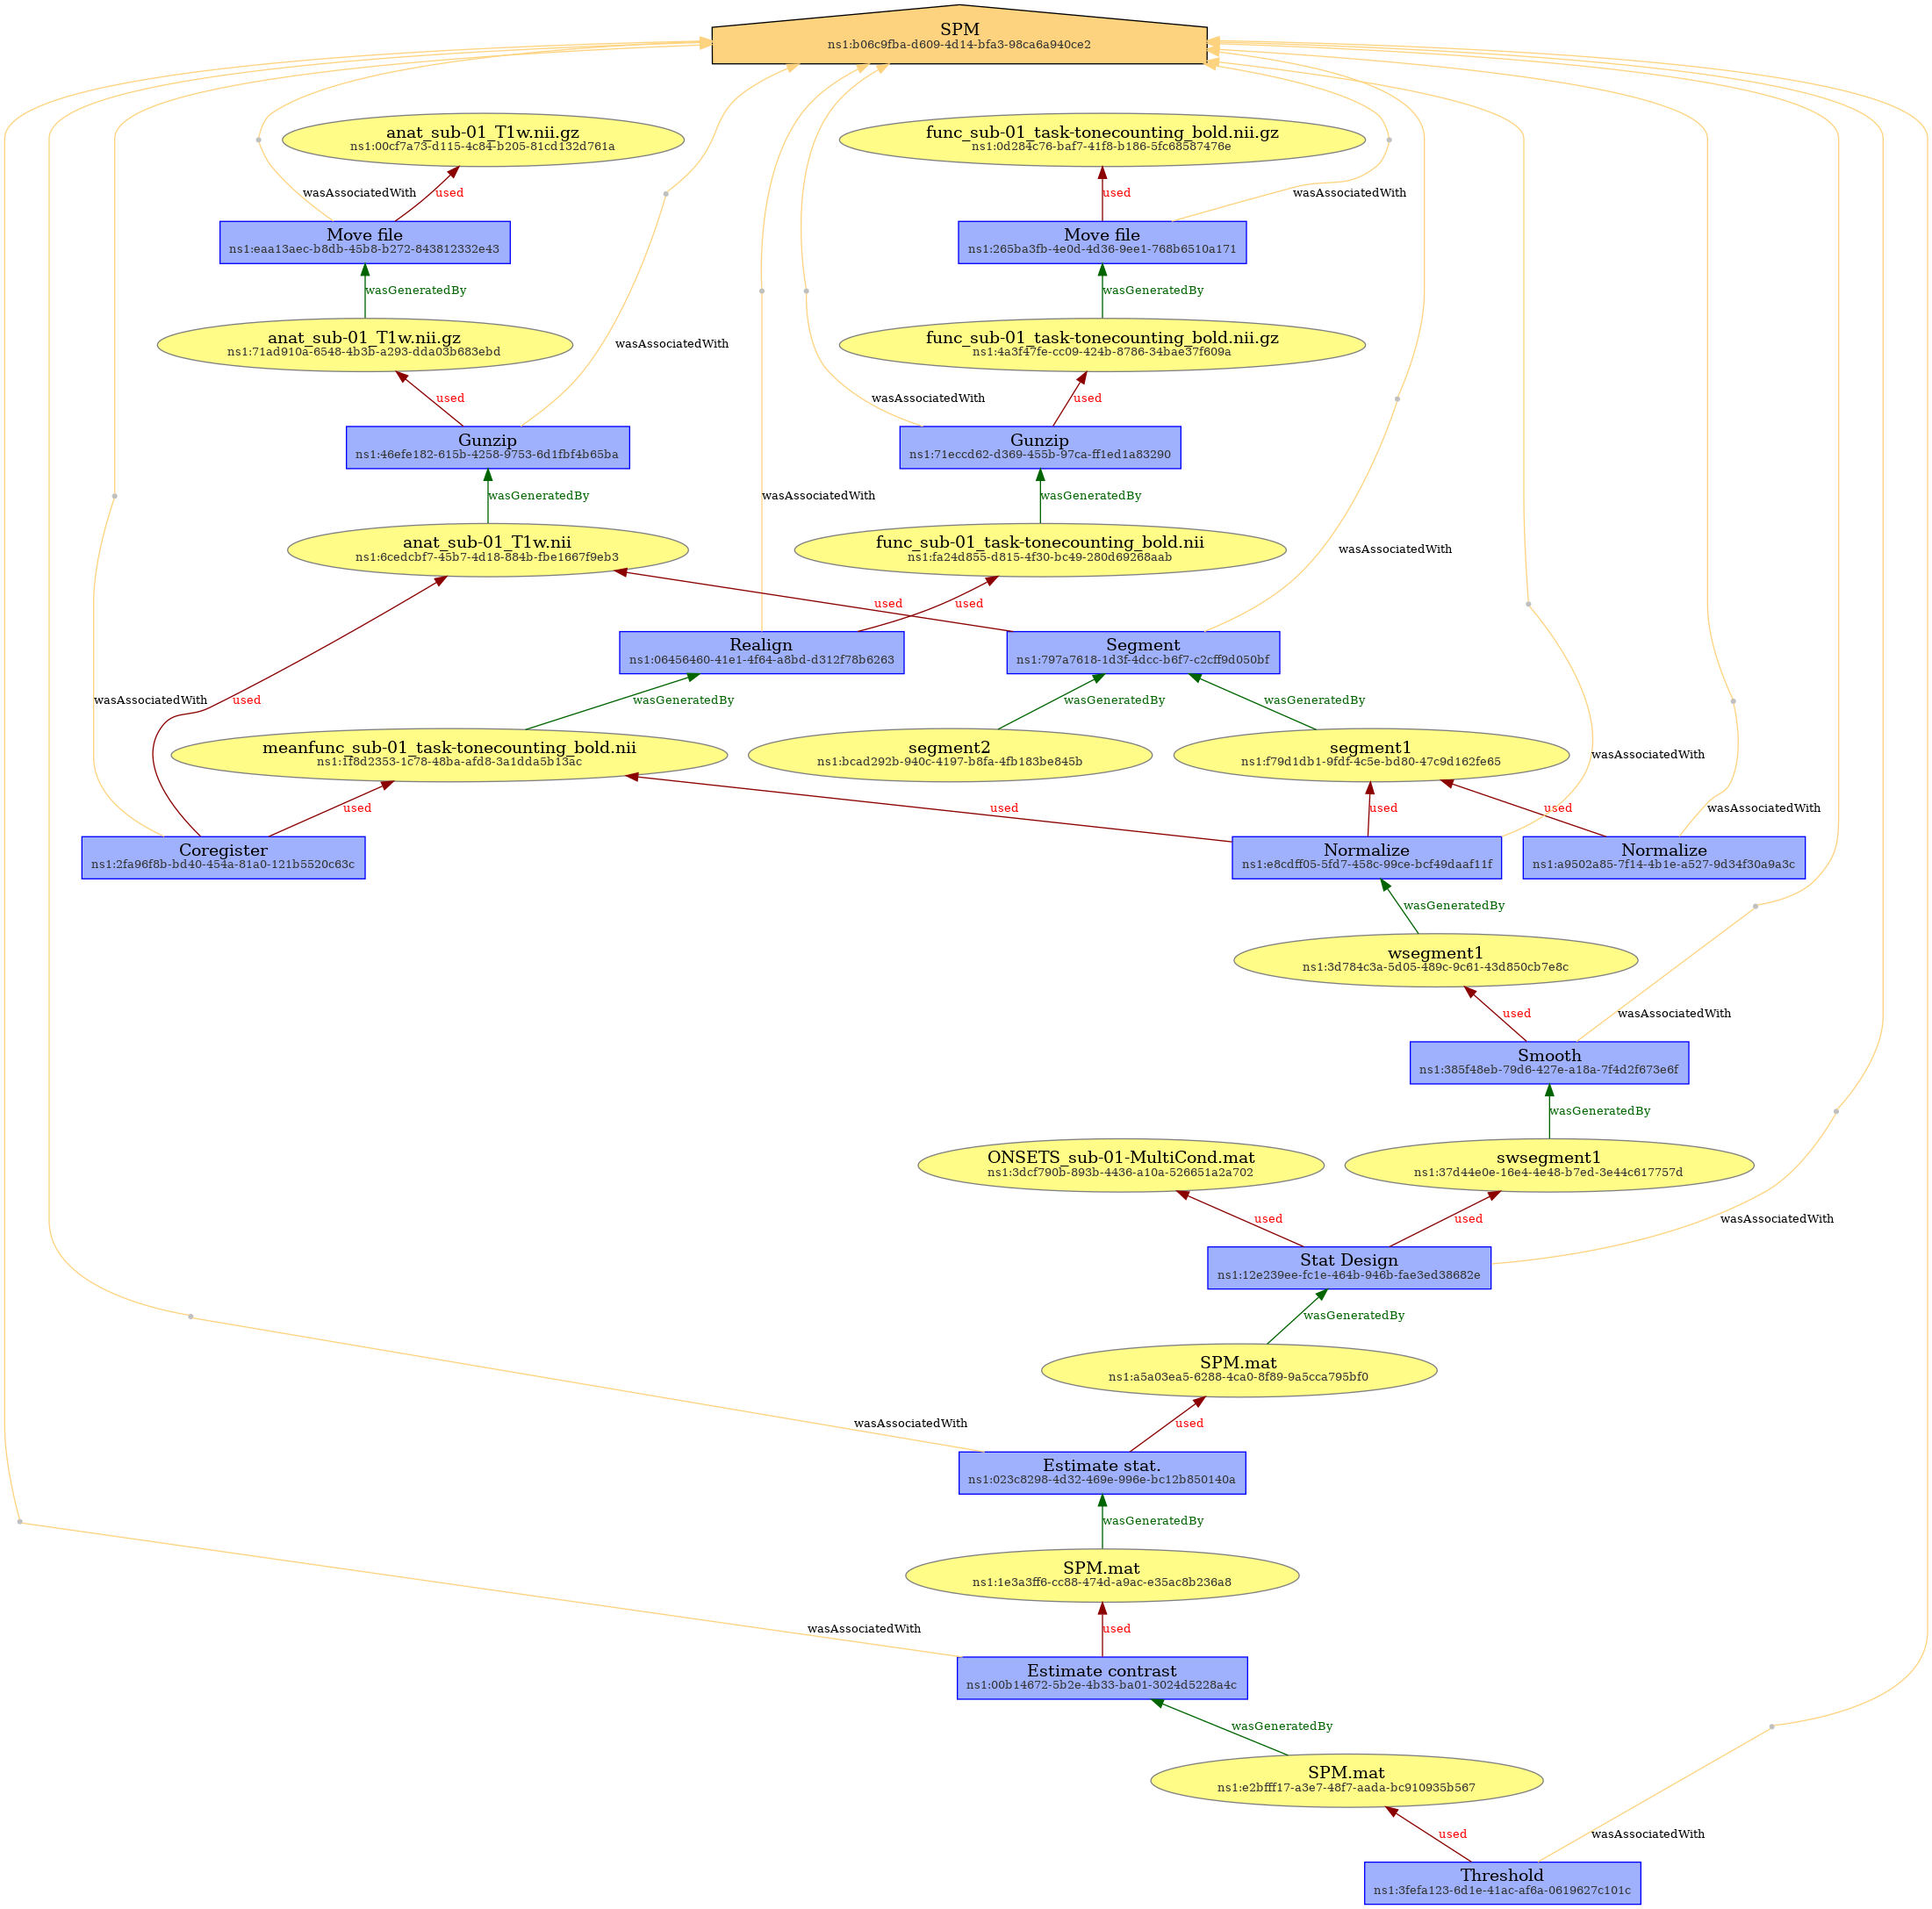 SPM
ns1:b06c9fba-d609-4d14-bfa3-98ca6a940ce2
anat_sub-01_T1w.nii.gz
ns1:00cf7a73-d115-4c84-b205-81cd132d761a
func_sub-01_task-tonecounting_bold.nii.gz
ns1:0d284c76-baf7-41f8-b186-5fc68587476e
wasAssociatedWith
used
used
wasAssociatedWith
Move file
ns1:eaa13aec-b8db-45b8-b272-843812332e43
Move file
ns1:265ba3fb-4e0d-4d36-9ee1-768b6510a171
wasGeneratedBy
wasGeneratedBy
anat_sub-01_T1w.nii.gz
ns1:71ad910a-6548-4b3b-a293-dda03b683ebd
wasAssociatedWith
func_sub-01_task-tonecounting_bold.nii.gz
ns1:4a3f47fe-cc09-424b-8786-34bae37f609a
used
wasAssociatedWith
used
Gunzip
ns1:46efe182-615b-4258-9753-6d1fbf4b65ba
Gunzip
ns1:71eccd62-d369-455b-97ca-ff1ed1a83290
wasGeneratedBy
wasAssociatedWith
wasGeneratedBy
anat_sub-01_T1w.nii
ns1:6cedcbf7-45b7-4d18-884b-fbe1667f9eb3
func_sub-01_task-tonecounting_bold.nii
ns1:fa24d855-d815-4f30-bc49-280d69268aab
wasAssociatedWith
used
used
Realign
ns1:06456460-41e1-4f64-a8bd-d312f78b6263
Segment
ns1:797a7618-1d3f-4dcc-b6f7-c2cff9d050bf
wasAssociatedWith
used
wasGeneratedBy
wasGeneratedBy
wasGeneratedBy
meanfunc_sub-01_task-tonecounting_bold.nii
ns1:1f8d2353-1c78-48ba-afd8-3a1dda5b13ac
segment2
ns1:bcad292b-940c-4197-b8fa-4fb183be845b
segment1
ns1:f79d1db1-9fdf-4c5e-bd80-47c9d162fe65
wasAssociatedWith
used
used
used
used
wasAssociatedWith
Coregister
ns1:2fa96f8b-bd40-454a-81a0-121b5520c63c
Normalize
ns1:e8cdff05-5fd7-458c-99ce-bcf49daaf11f
Normalize
ns1:a9502a85-7f14-4b1e-a527-9d34f30a9a3c
wasGeneratedBy
wsegment1
ns1:3d784c3a-5d05-489c-9c61-43d850cb7e8c
used
wasAssociatedWith
Smooth
ns1:385f48eb-79d6-427e-a18a-7f4d2f673e6f
wasGeneratedBy
ONSETS_sub-01-MultiCond.mat
ns1:3dcf790b-893b-4436-a10a-526651a2a702
swsegment1
ns1:37d44e0e-16e4-4e48-b7ed-3e44c617757d
used
used
wasAssociatedWith
Stat Design
ns1:12e239ee-fc1e-464b-946b-fae3ed38682e
wasGeneratedBy
SPM.mat
ns1:a5a03ea5-6288-4ca0-8f89-9a5cca795bf0
wasAssociatedWith
used
Estimate stat.
ns1:023c8298-4d32-469e-996e-bc12b850140a
wasGeneratedBy
SPM.mat
ns1:1e3a3ff6-cc88-474d-a9ac-e35ac8b236a8
wasAssociatedWith
used
Estimate contrast
ns1:00b14672-5b2e-4b33-ba01-3024d5228a4c
wasGeneratedBy
SPM.mat
ns1:e2bfff17-a3e7-48f7-aada-bc910935b567
used
wasAssociatedWith
Threshold
ns1:3fefa123-6d1e-41ac-af6a-0619627c101c